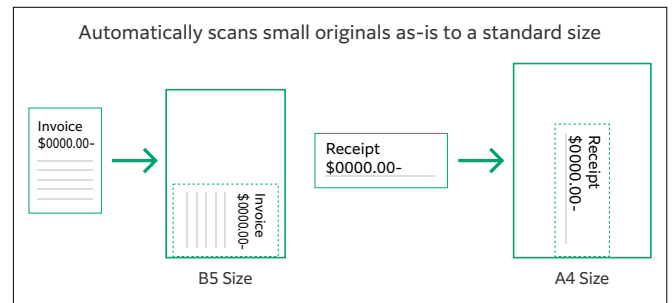 Automatically scans small originals as-is to a standard size
Invoice
$0000.00-
Invoice
$0000.00-
B5 Size
Receipt
$0000.00-
Receipt
$0000.00-
A4 Size